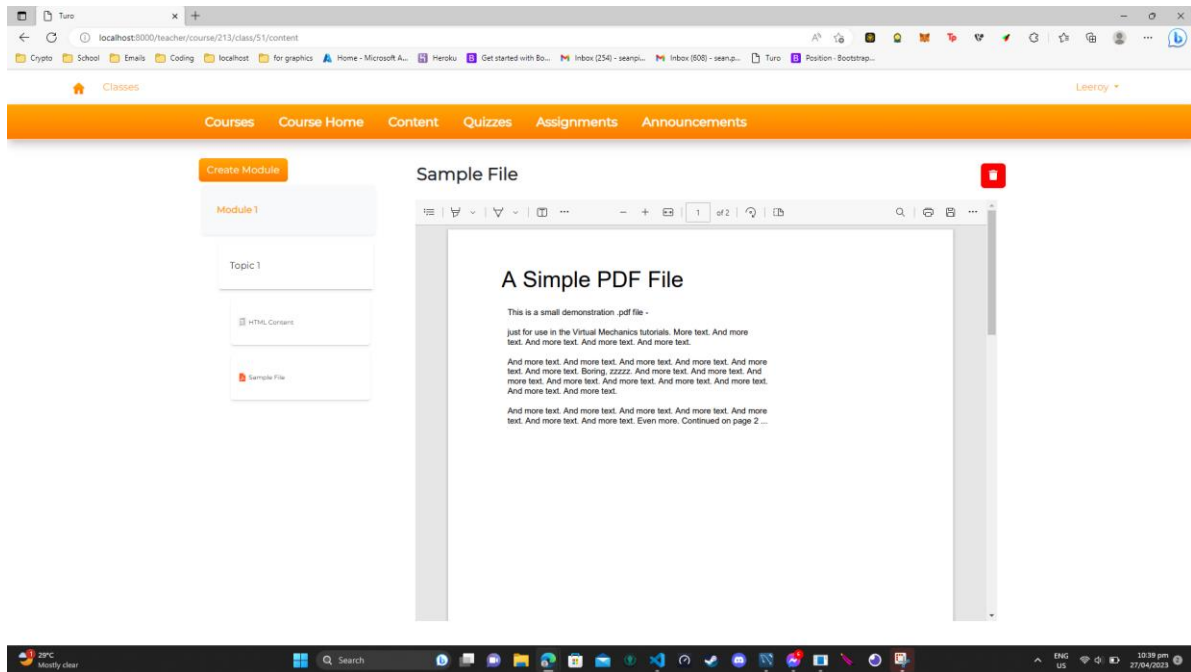 Turo
localhost:8000/teacher/course/213/class/51/content
Crypto School Emails Coding localhost for graphics Home - Microsoft A... Heroku Get started with Bo... Inbox (254) - seanpi... Inbox (608) - sean.p... Turo Position · Bootstrap...
Classes Leeroy
Courses Course Home Content Quizzes Assignments Announcements
Create Module
Sample File
Module 1
1 of 2
Topic 1
A Simple PDF File
This is a small demonstration .pdf file -
HTML Content
just for use in the Virtual Mechanics tutorials. More text. And more
text. And more text. And more text. And more text.
And more text. And more text. And more text. And more text. And more
text. And more text. Boring, zzzzz. And more text. And more text. And
more text. And more text. And more text. And more text. And more text.
And more text. And more text.
Sample File
And more text. And more text. And more text. And more text. And more
text. And more text. And more text. Even more. Continued on page 2 ...
1
29°C
Mostly clear
Search
ENG
US
10:39 pm
27/04/2023